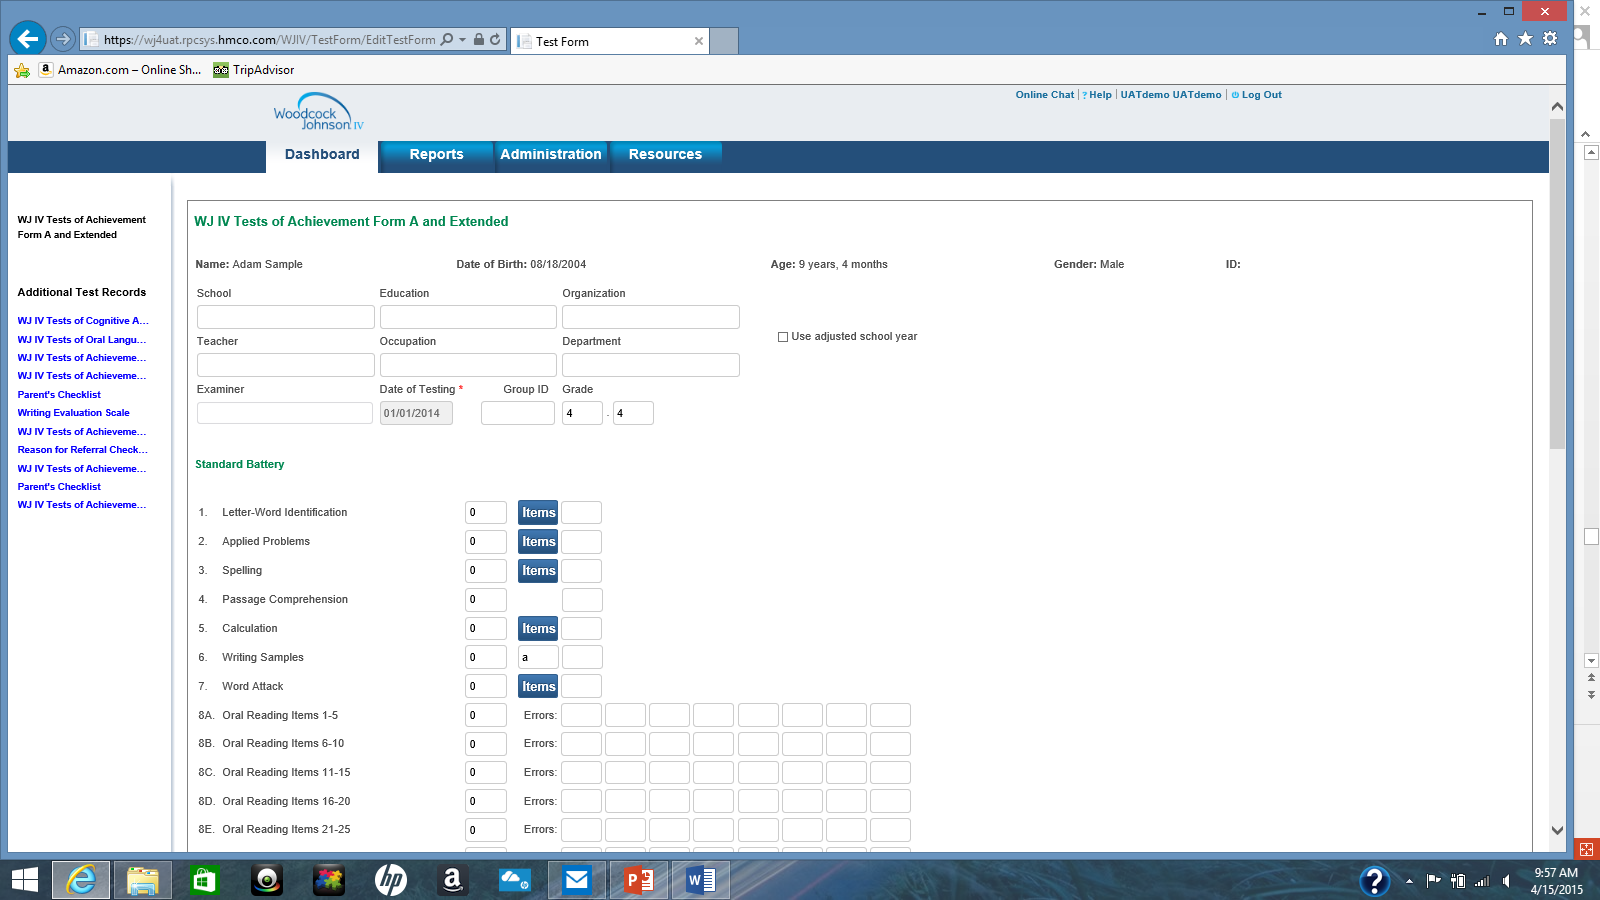 https://wj4uat.rpcsys.hmco.com/WJIV/TestForm/EditTestForm
Test Form
Amazon.com – Online Sh...
TripAdvisor
Online Chat | ? Help | UATdemo UATdemo | Log Out
Woodcock
Johnson IV
Dashboard
Reports
Administration
Resources
WJ IV Tests of Achievement
Form A and Extended
Additional Test Records
WJ IV Tests of Cognitive A...
WJ IV Tests of Oral Langu...
WJ IV Tests of Achieveme...
WJ IV Tests of Achieveme...
Parent's Checklist
Writing Evaluation Scale
WJ IV Tests of Achieveme...
Reason for Referral Check...
WJ IV Tests of Achieveme...
Parent's Checklist
WJ IV Tests of Achieveme...
WJ IV Tests of Achievement Form A and Extended
Name: Adam Sample Date of Birth: 08/18/2004 Age: 9 years, 4 months Gender: Male ID:
School Education Organization
Use adjusted school year
Teacher Occupation Department
Examiner Date of Testing * Group ID Grade
01/01/2014 4 . 4
Standard Battery
1. Letter-Word Identification 0 Items
2. Applied Problems 0 Items
3. Spelling 0 Items
4. Passage Comprehension 0
5. Calculation 0 Items
6. Writing Samples 0 a
7. Word Attack 0 Items
8A. Oral Reading Items 1-5 0 Errors:
8B. Oral Reading Items 6-10 0 Errors:
8C. Oral Reading Items 11-15 0 Errors:
8D. Oral Reading Items 16-20 0 Errors:
8E. Oral Reading Items 21-25 0 Errors:
9:57 AM
4/15/2015